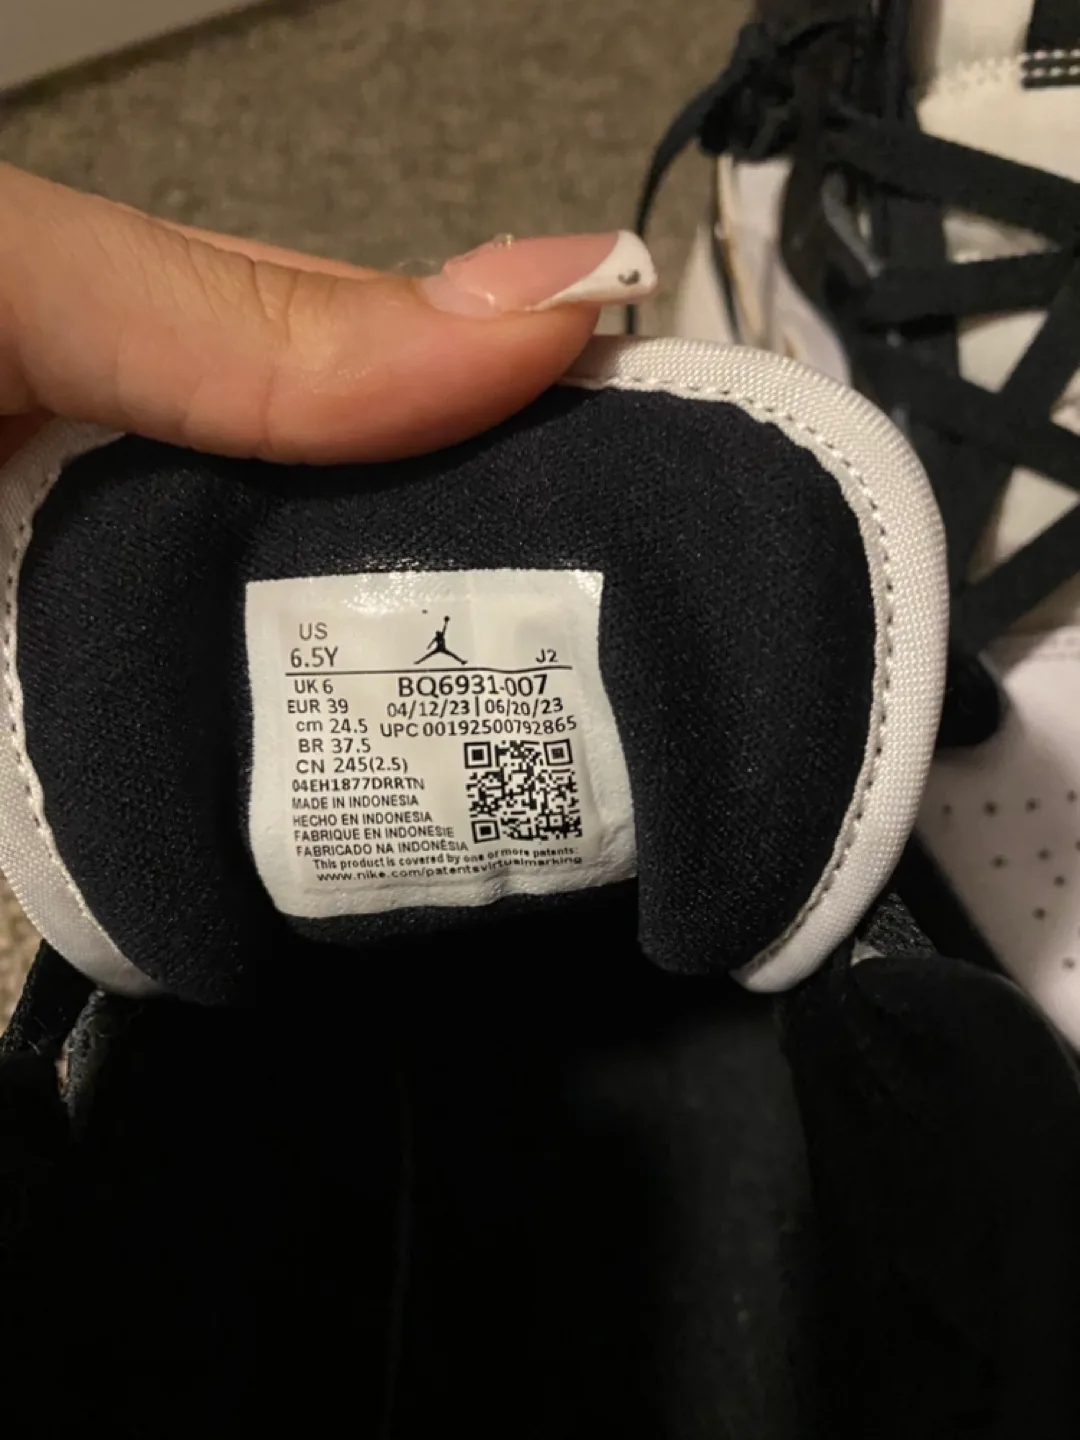 US
6.5Y
J2
UK 6
BQ6931-007
EUR 39
04/12/23 | 06/20/23
cm 24.5
UPC 00192500792865
BR 37.5
CN 245(2.5)
04EH1877DRRTN
MADE IN INDONESIA
HECHO EN INDONESIA
FABRIQUE EN INDONESIE
FABRICADO NA INDONÉSIA
This product is covered by one or more patents:
www.nike.com/patentsvirtualmarking